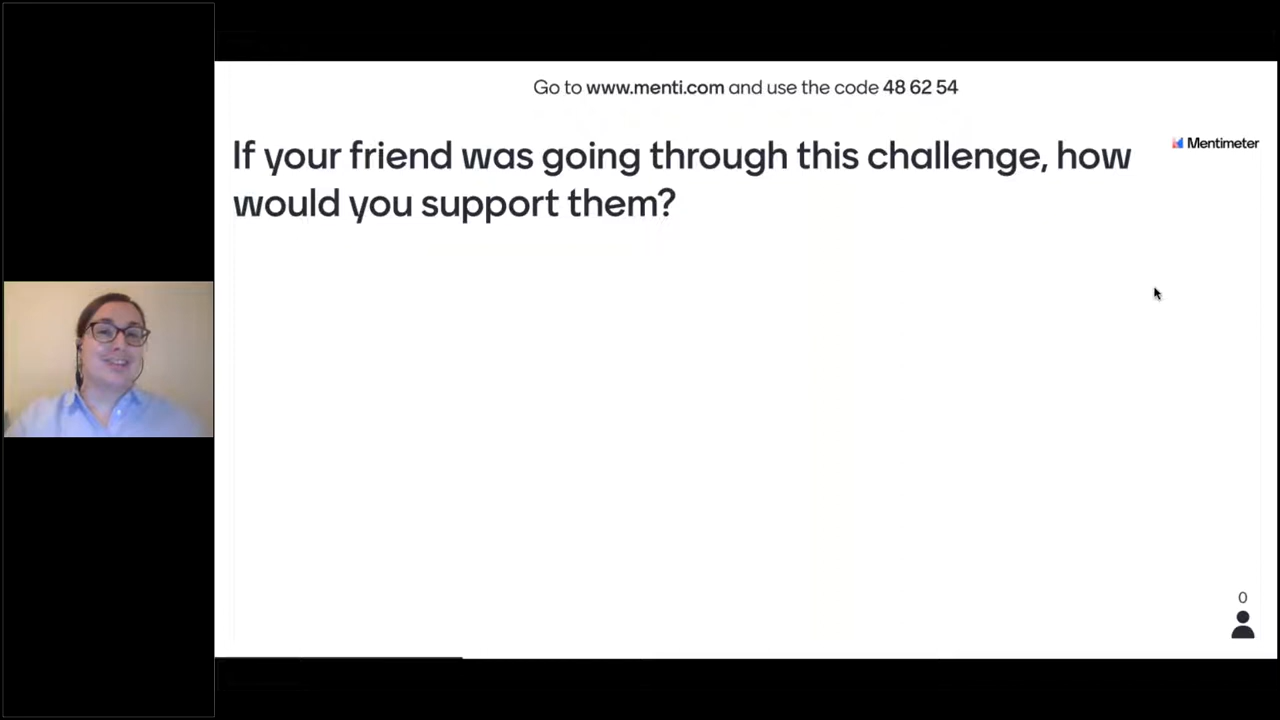 Go to www.menti.com and use the code 48 62 54
If your friend was going through this challenge, how
would you support them?
Mentimeter
0